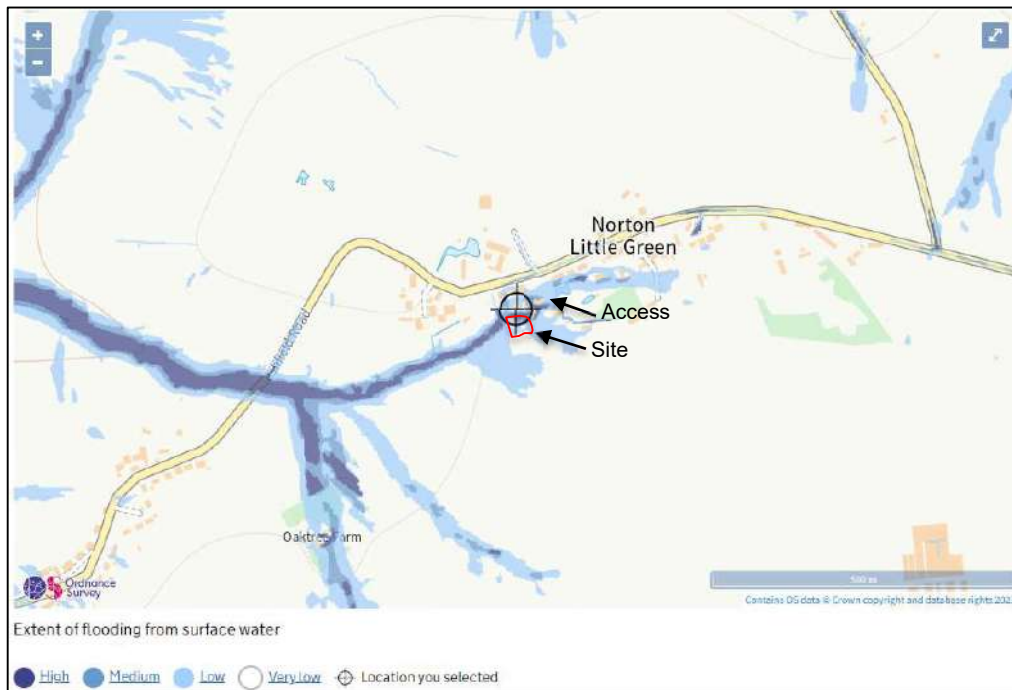 +
−
Norton
Little Green
Access
Site
Oaktree Farm
Ordnance
Survey
Contains OS data © Crown copyright and database rights 202
Extent of flooding from surface water
High Medium Low Very low Location you selected